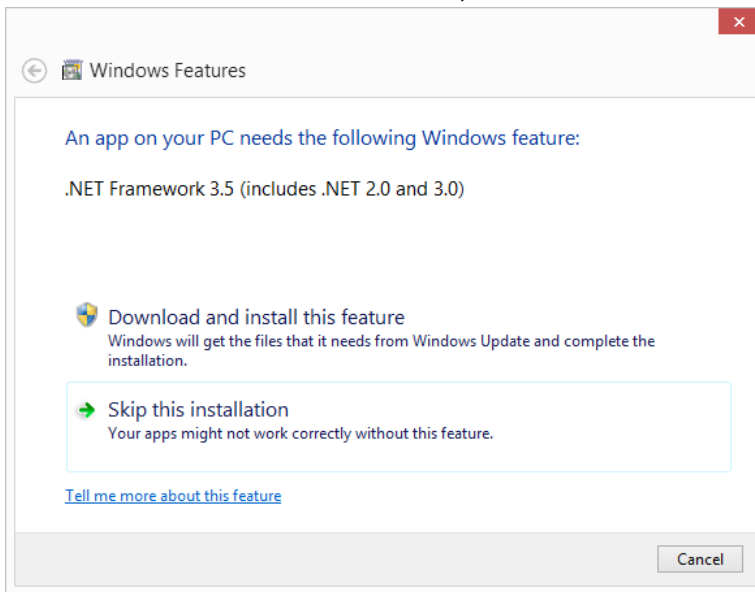 Windows Features
An app on your PC needs the following Windows feature:
.NET Framework 3.5 (includes .NET 2.0 and 3.0)
Download and install this feature
Windows will get the files that it needs from Windows Update and complete the
installation.
Skip this installation
Your apps might not work correctly without this feature.
Tell me more about this feature
Cancel